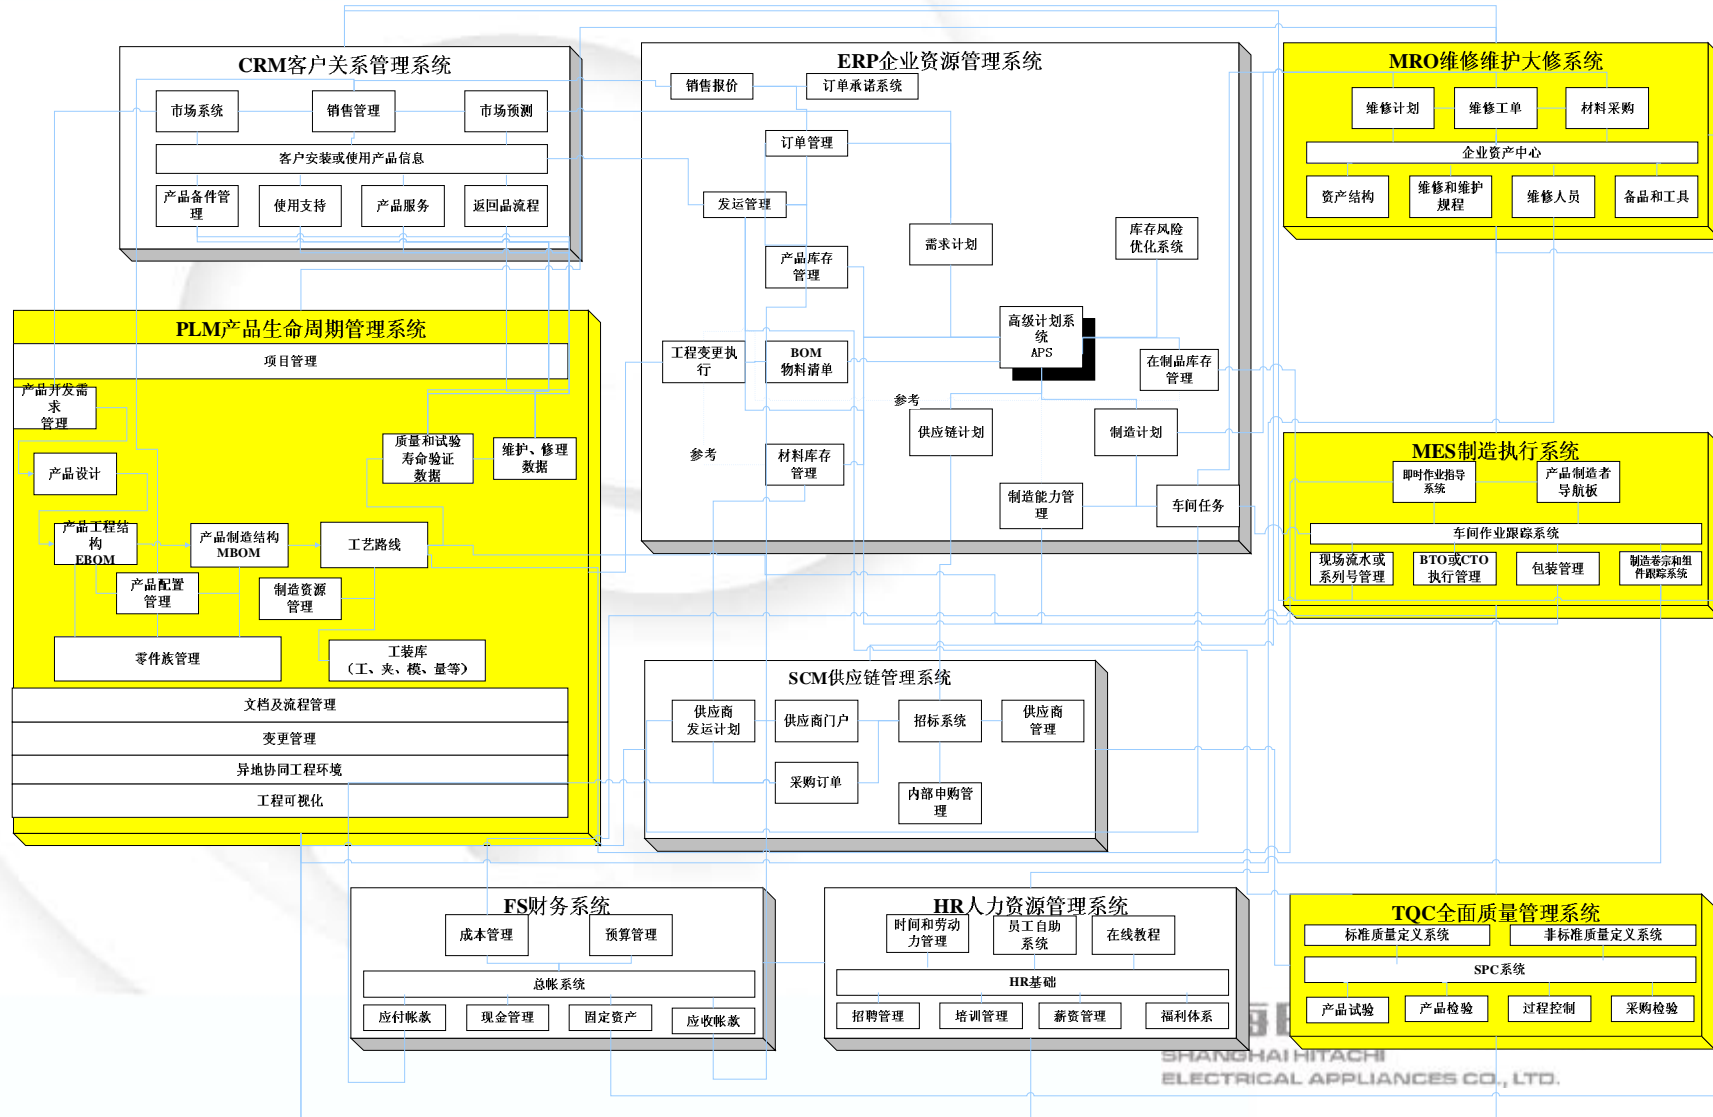 CRM客户关系管理系统
市场系统
销售管理
市场预测
客户安装或使用产品信息
产品备件管
理
使用支持
产品服务
返回品流程
ERP企业资源管理系统
销售报价
订单承诺系统
订单管理
发运管理
需求计划
库存风险
优化系统
产品库存
管理
高级计划系
统
APS
工程变更执
行
BOM
物料清单
在制品库存
管理
参考
供应链计划
制造计划
参考
材料库存
管理
制造能力管
理
车间任务
MRO维修维护大修系统
维修计划
维修工单
材料采购
企业资产中心
资产结构
维修和维护
规程
维修人员
备品和工具
PLM产品生命周期管理系统
项目管理
产品开发需
求
管理
产品设计
质量和试验
寿命验证
数据
维护、修理
数据
产品工程结
构
EBOM
产品制造结构
MBOM
工艺路线
产品配置
管理
制造资源
管理
零件族管理
工装库
（工、夹、模、量等）
文档及流程管理
变更管理
异地协同工程环境
工程可视化
MES制造执行系统
即时作业指导
系统
产品制造者
导航板
车间作业跟踪系统
现场流水或
系列号管理
BTO或CTO
执行管理
包装管理
制造卷宗和组
件跟踪系统
SCM供应链管理系统
供应商
发运计划
供应商门户
招标系统
供应商
管理
采购订单
内部申购管
理
FS财务系统
成本管理
预算管理
总帐系统
应付帐款
现金管理
固定资产
应收帐款
HR人力资源管理系统
时间和劳动
力管理
员工自助
系统
在线教程
HR基础
招聘管理
培训管理
薪资管理
福利体系
TQC全面质量管理系统
标准质量定义系统
非标准质量定义系统
SPC系统
产品试验
产品检验
过程控制
采购检验
SHANGHAI HITACHI
ELECTRICAL APPLIANCES CO., LTD.